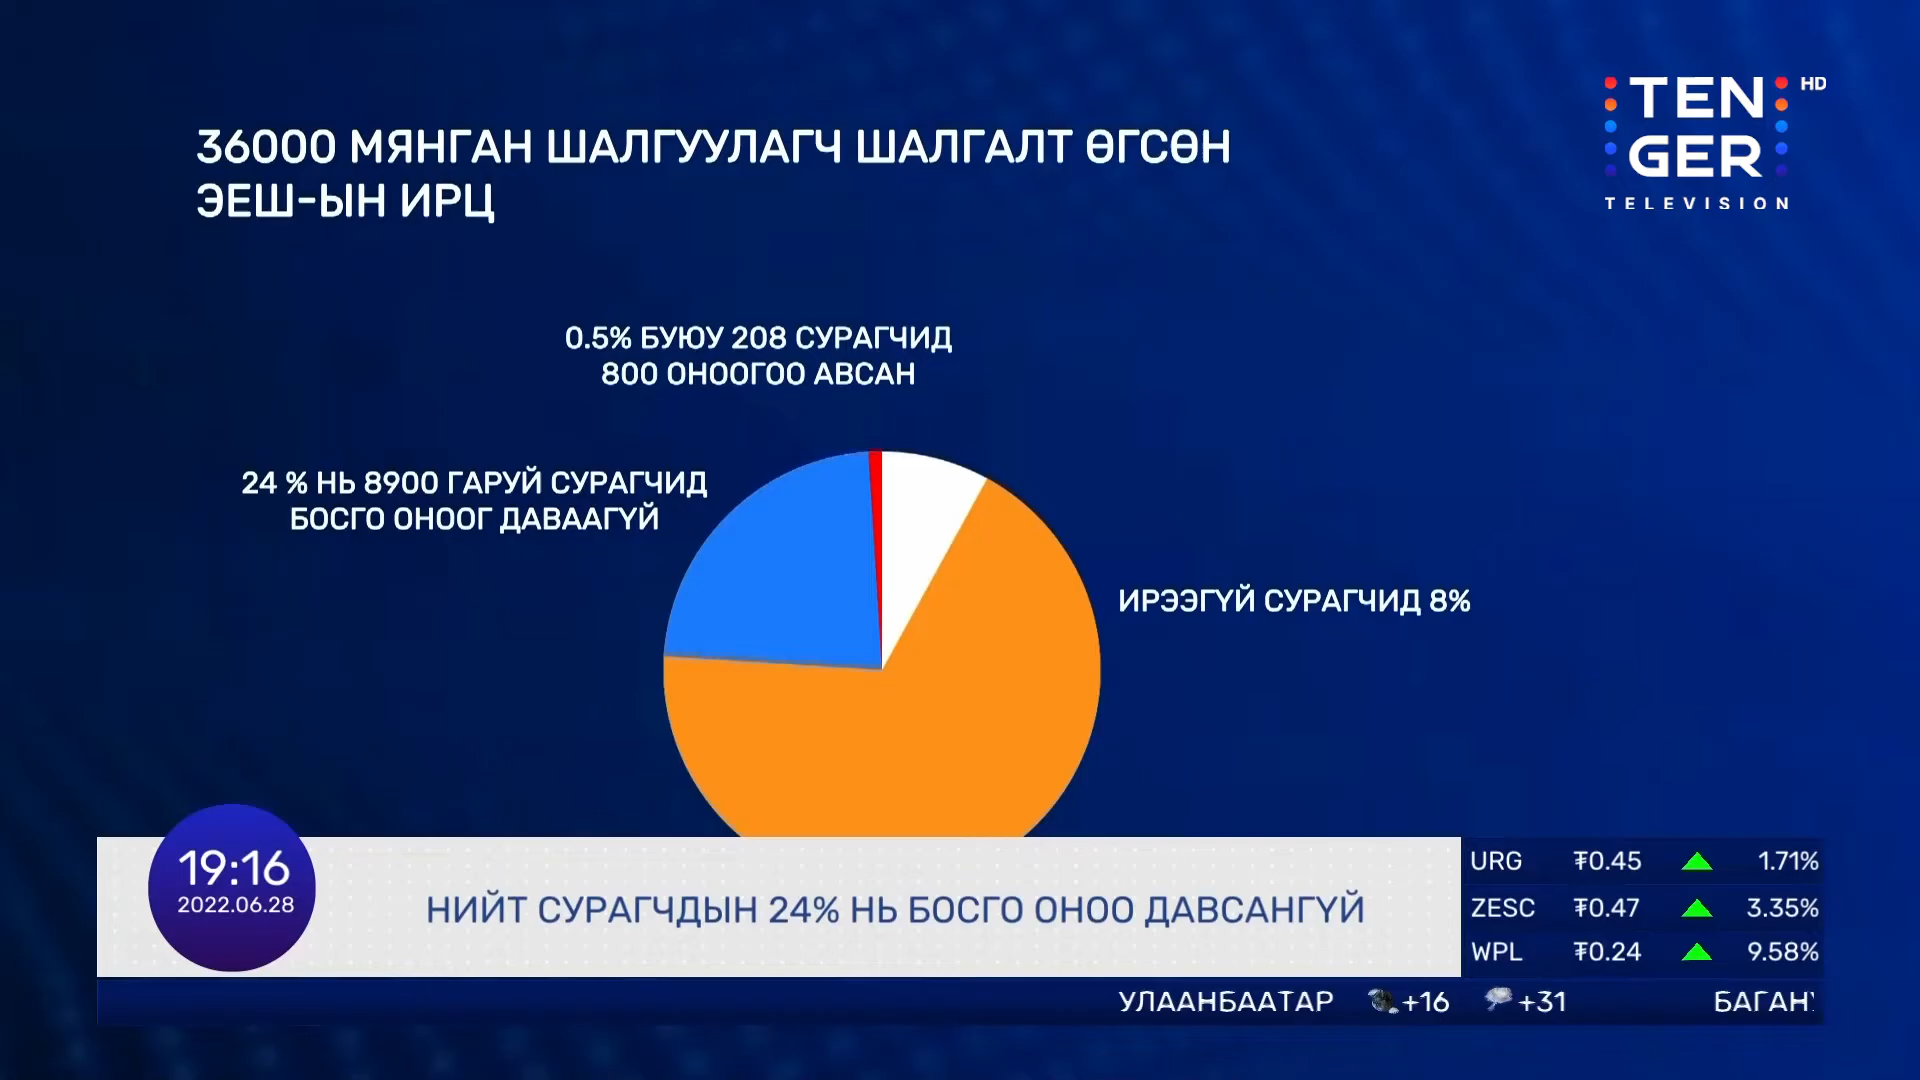 TEN HD
GER
TELEVISION
36000 МЯНГАН ШАЛГУУЛАГЧ ШАЛГАЛТ ӨГСӨН
ЭЕШ-ЫН ИРЦ
0.5% БУЮУ 208 СУРАГЧИД
800 ОНООГОО АВСАН
24 % НЬ 8900 ГАРУЙ СУРАГЧИД
БОСГО ОНООГ ДАВААГҮЙ
ИРЭЭГҮЙ СУРАГЧИД 8%
19:16
2022.06.28
НИЙТ СУРАГЧДЫН 24% НЬ БОСГО ОНОО ДАВСАНГҮЙ
URG ₮0.45 1.71%
ZESC ₮0.47 3.35%
WPL ₮0.24 9.58%
УЛААНБААТАР +16 +31